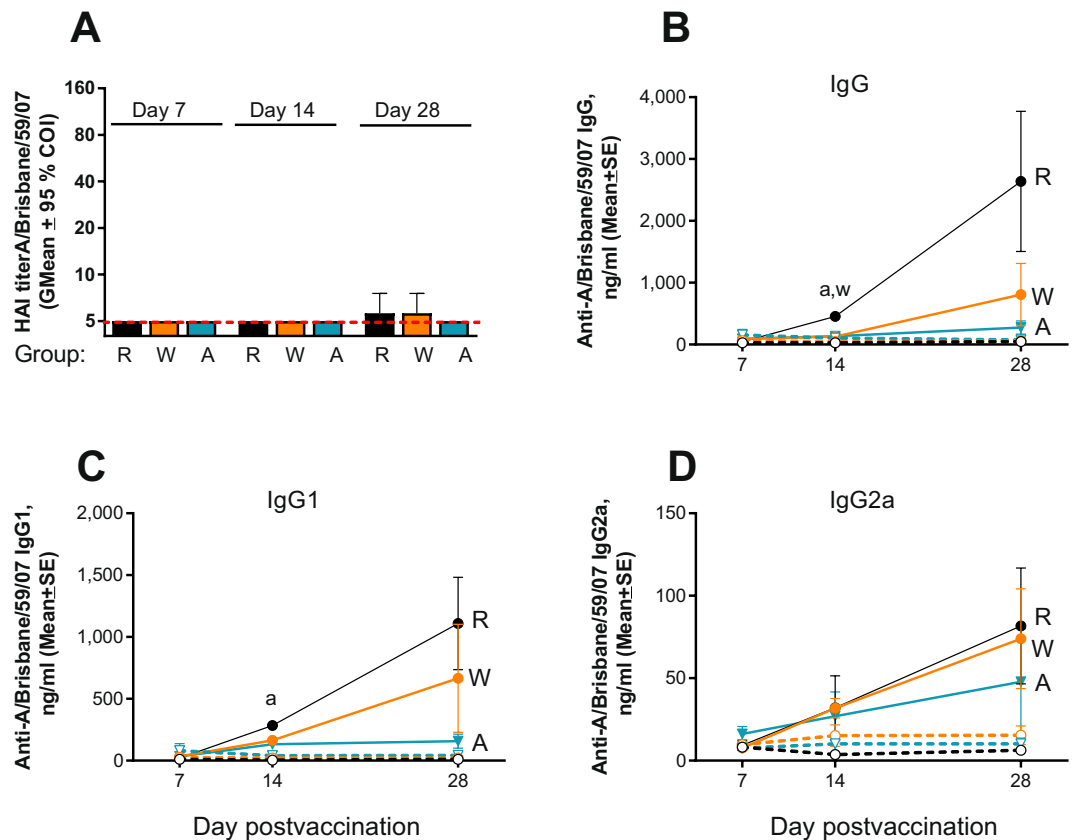 A
HAI titerA/Brisbane/59/07
(GMean ± 95 % COI)
160
80
40
20
10
5
Day 7 Day 14 Day 28
Group: R W A R W A R W A
B
IgG
Anti-A/Brisbane/59/07 IgG,
ng/ml (Mean±SE)
4,000
3,000
2,000
1,000
0
a,w
R
W
A
7 14 28
C
IgG1
Anti-A/Brisbane/59/07 IgG1,
ng/ml (Mean±SE)
2,000
1,500
1,000
500
0
a
R
W
A
7 14 28
Day postvaccination
D
IgG2a
Anti-A/Brisbane/59/07 IgG2a,
ng/ml (Mean±SE)
150
100
50
0
R
W
A
7 14 28
Day postvaccination